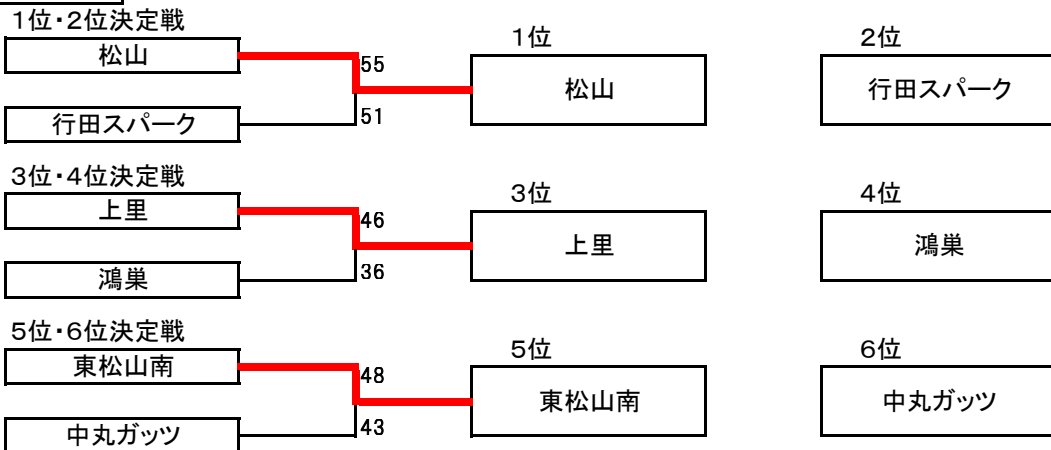 1位・2位決定戦
松山
55
行田スパーク
51
1位
松山
2位
行田スパーク
3位・4位決定戦
上里
46
鴻巣
36
3位
上里
4位
鴻巣
5位・6位決定戦
東松山南
48
中丸ガッツ
43
5位
東松山南
6位
中丸ガッツ